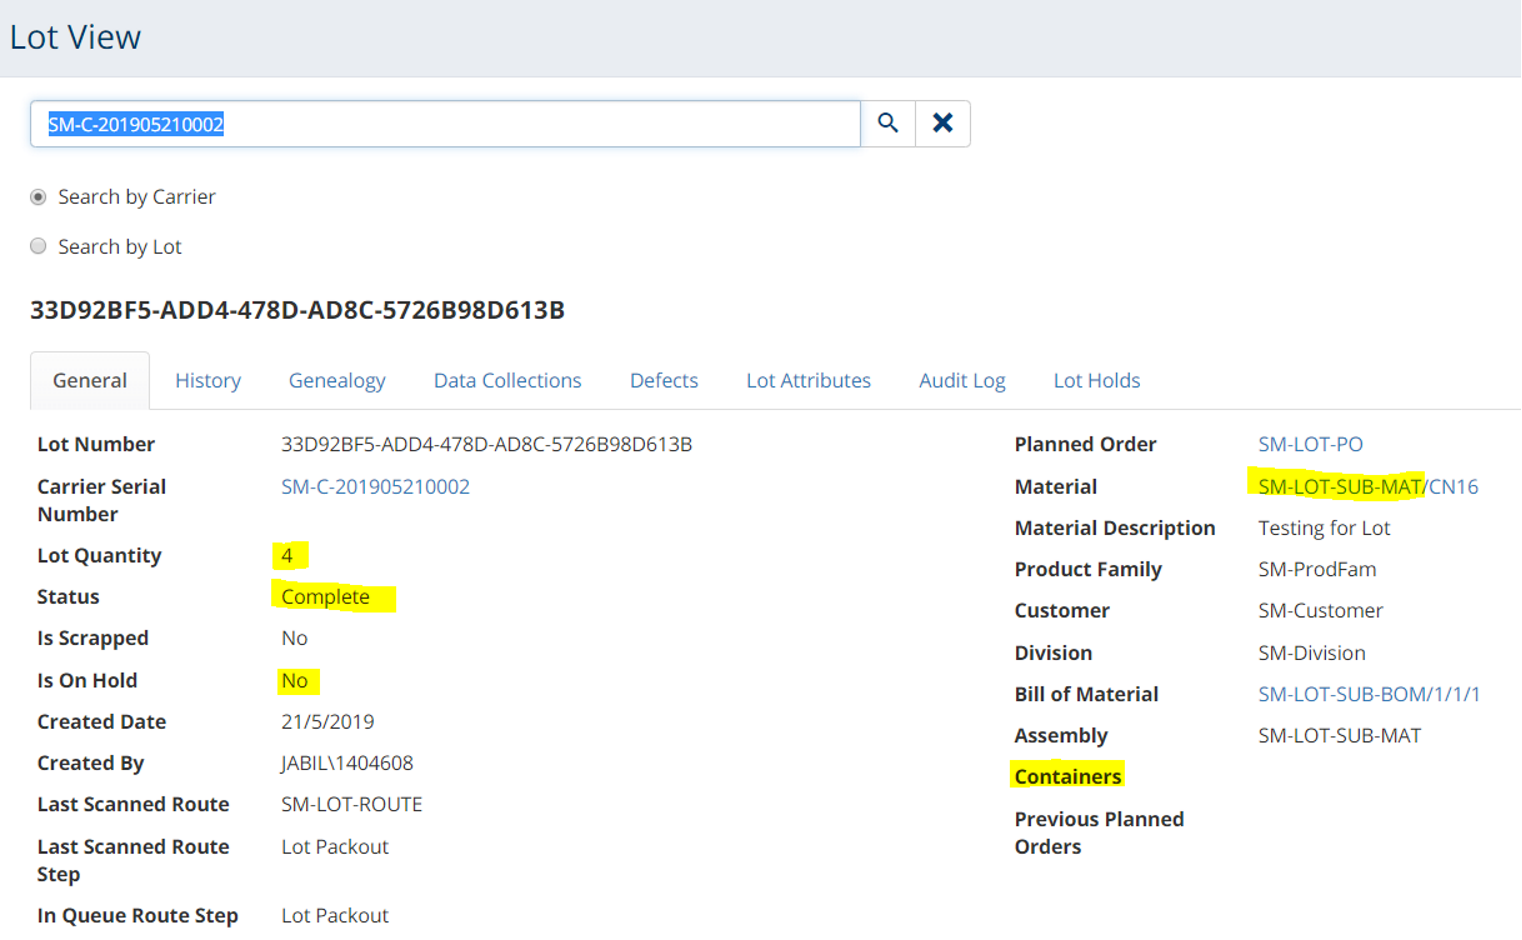 Lot View
SM-C-201905210002
Search by Carrier
Search by Lot
33D92BF5-ADD4-478D-AD8C-5726B98D613B
General History Genealogy Data Collections Defects Lot Attributes Audit Log Lot Holds
Lot Number 33D92BF5-ADD4-478D-AD8C-5726B98D613B
Carrier Serial SM-C-201905210002
Number
Lot Quantity 4
Status Complete
Is Scrapped No
Is On Hold No
Created Date 21/5/2019
Created By JABIL\1404608
Last Scanned Route SM-LOT-ROUTE
Last Scanned Route Lot Packout
Step
In Queue Route Step Lot Packout
Planned Order SM-LOT-PO
Material SM-LOT-SUB-MAT/CN16
Material Description Testing for Lot
Product Family SM-ProdFam
Customer SM-Customer
Division SM-Division
Bill of Material SM-LOT-SUB-BOM/1/1/1
Assembly SM-LOT-SUB-MAT
Containers
Previous Planned
Orders